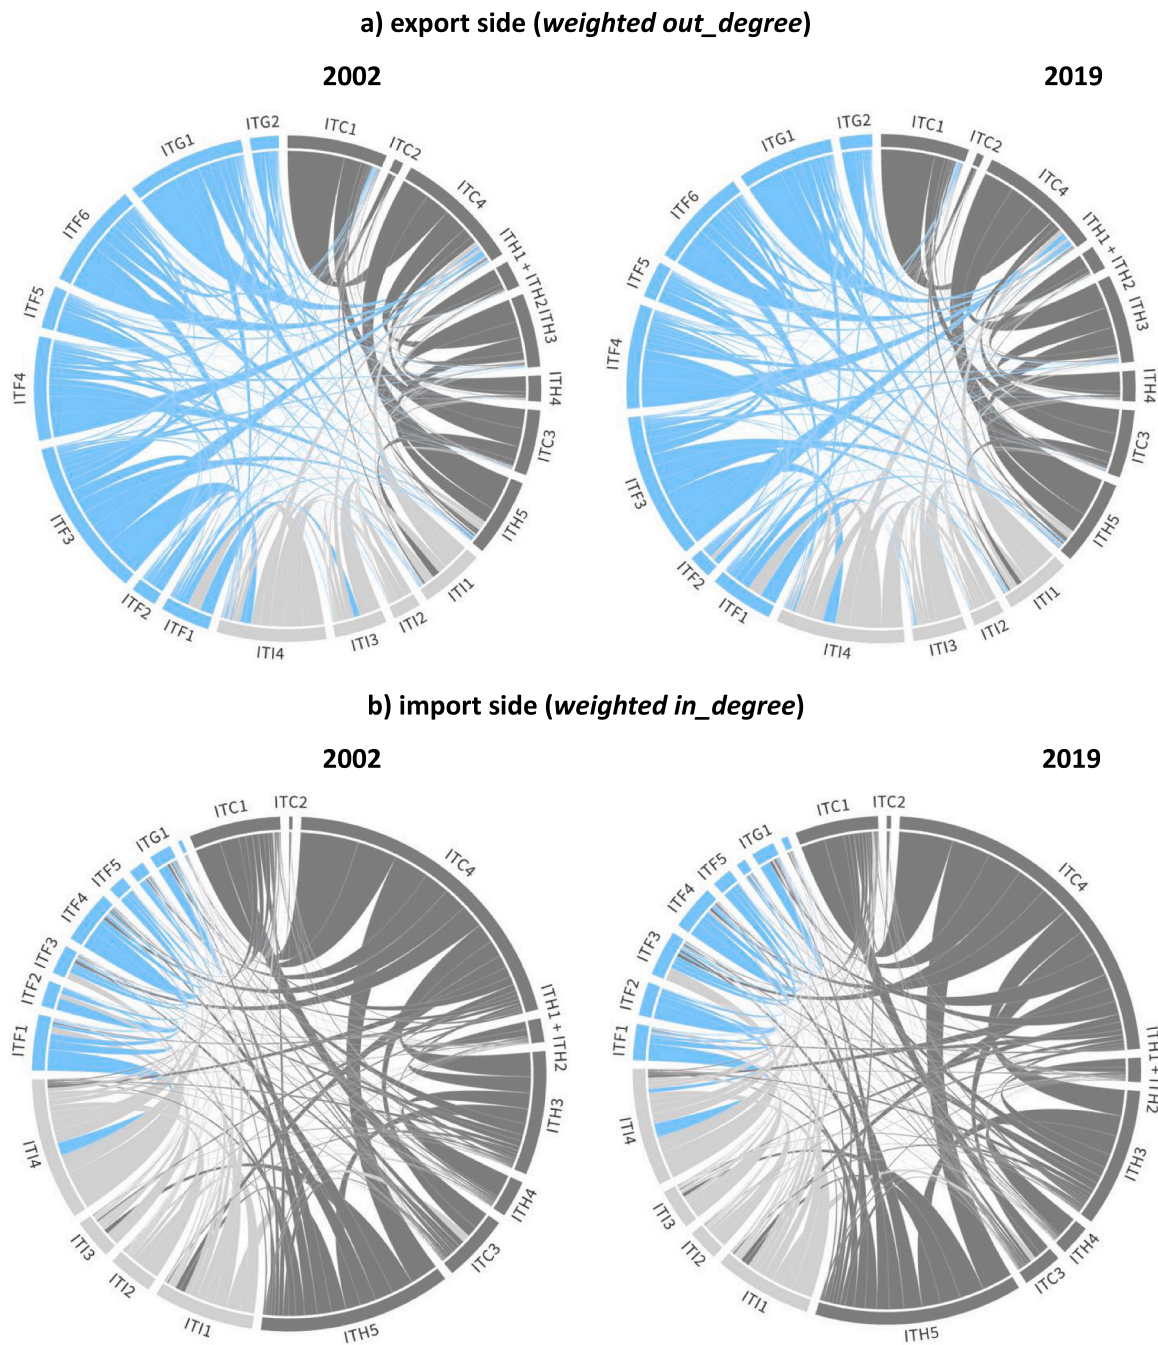 a) export side (weighted out_degree)
2002
2019
ITG1
ITG2
ITC1
ITC2
ITC4
ITH1 + ITH2
ITH3
ITH4
ITC3
ITH5
ITI1
ITI2
ITI3
ITI4
ITF1
ITF2
ITF3
ITF4
ITF5
ITF6
ITG1
ITG2
ITC1
ITC2
ITC4
ITH1 + ITH2
ITH3
ITH4
ITC3
ITH5
ITI1
ITI2
ITI3
ITI4
ITF1
ITF2
ITF3
ITF4
ITF5
ITF6
b) import side (weighted in_degree)
2002
2019
ITG1
ITC1
ITC2
ITC4
ITH1 + ITH2
ITH3
ITH4
ITC3
ITH5
ITI1
ITI2
ITI3
ITI4
ITF1
ITF2
ITF3
ITF4
ITF5
ITG1
ITC1
ITC2
ITC4
ITH1 + ITH2
ITH3
ITH4
ITC3
ITH5
ITI1
ITI2
ITI3
ITI4
ITF1
ITF2
ITF3
ITF4
ITF5